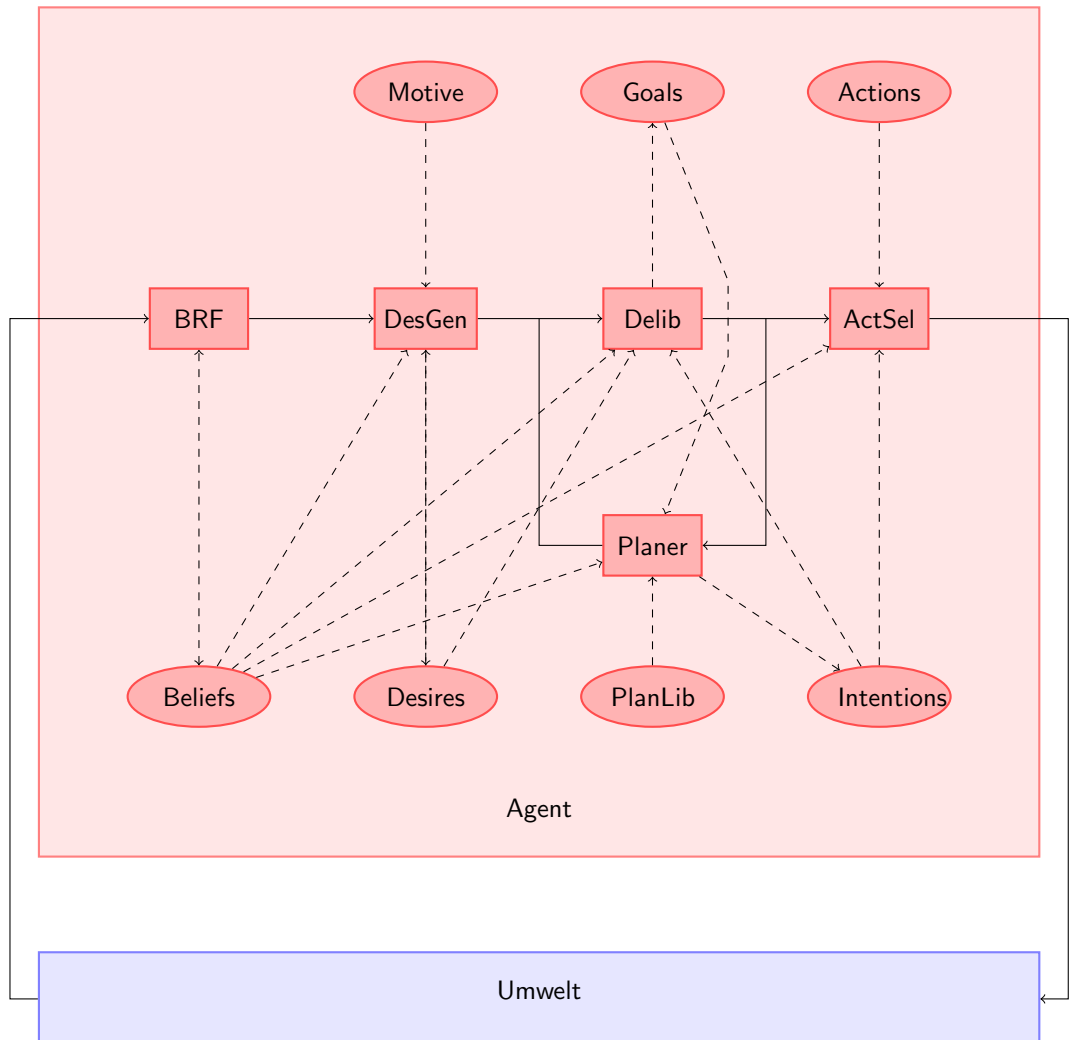 Motive
Goals
Actions
BRF
DesGen
Delib
ActSel
Planer
Beliefs
Desires
PlanLib
Intentions
Agent
Umwelt